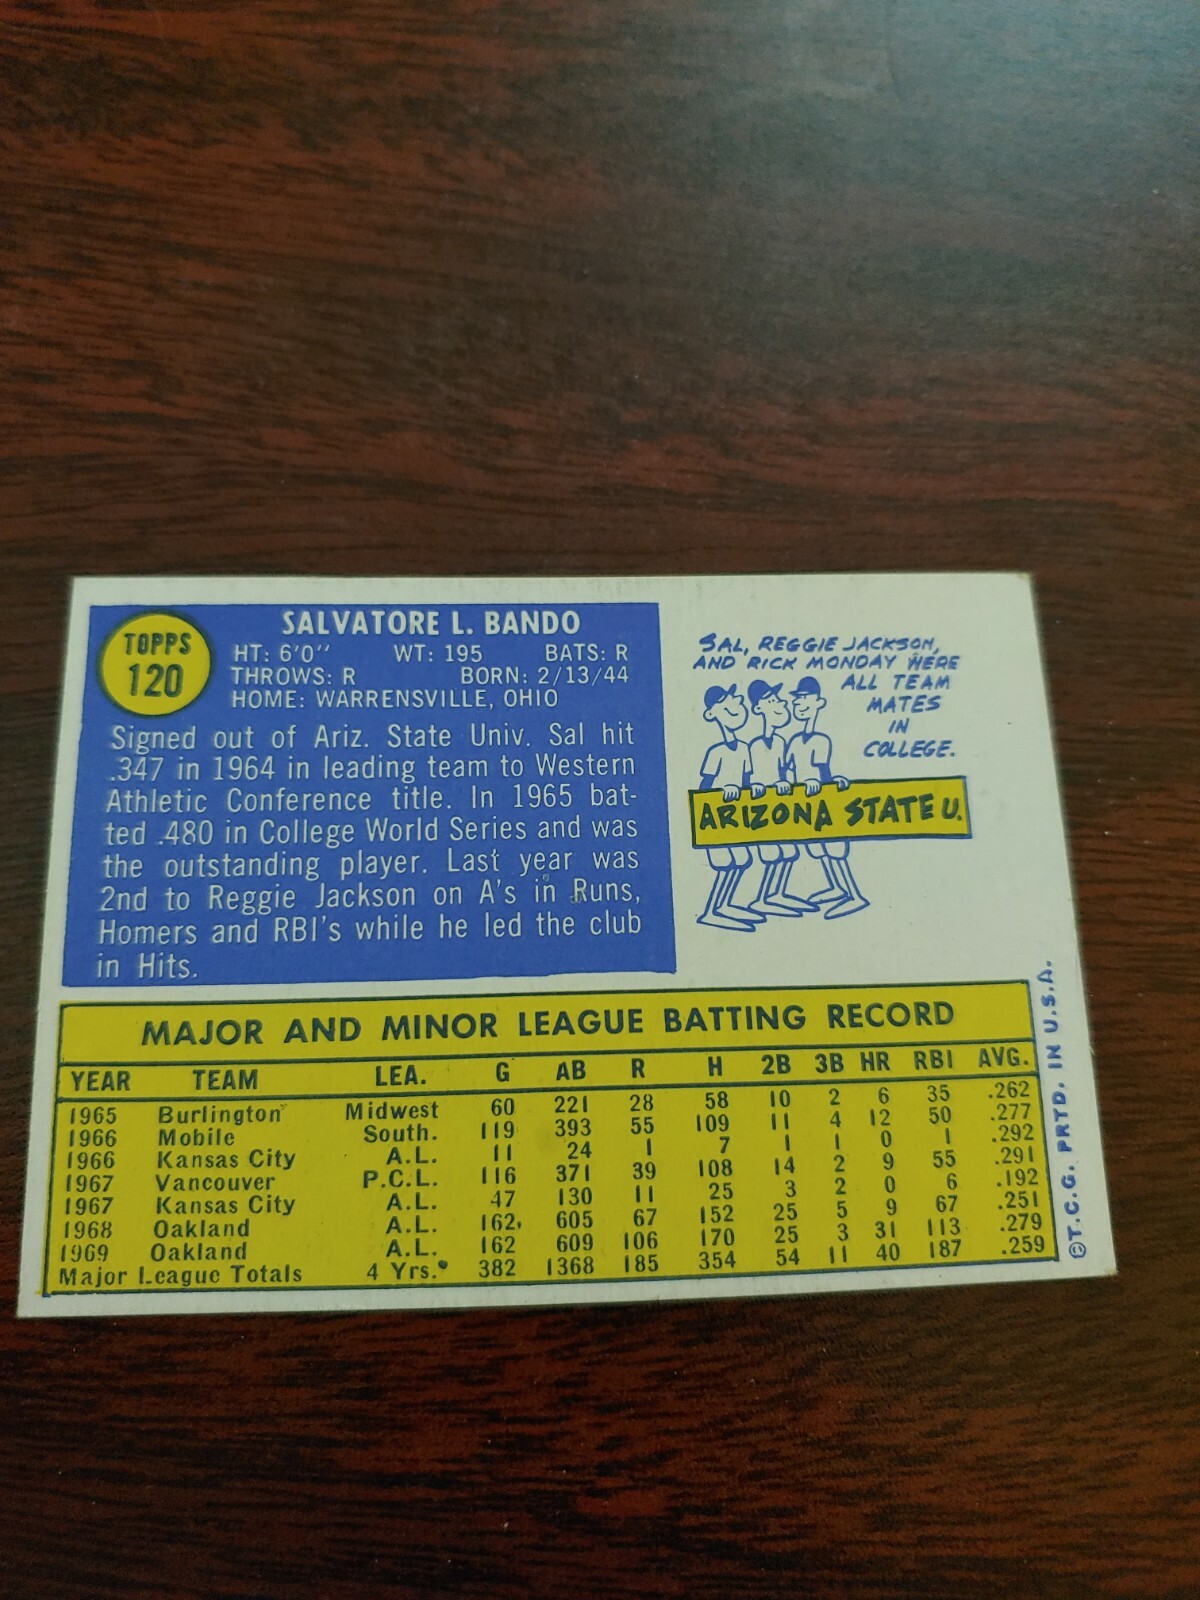 TOPPS
120
SALVATORE L. BANDO
HT: 6'0" WT: 195 BATS: R
THROWS: R BORN: 2/13/44
HOME: WARRENSVILLE, OHIO
Signed out of Ariz. State Univ. Sal hit
.347 in 1964 in leading team to Western
Athletic Conference title. In 1965 bat-
ted .480 in College World Series and was
the outstanding player. Last year was
2nd to Reggie Jackson on A's in Runs,
Homers and RBI's while he led the club
in Hits.
SAL, REGGIE JACKSON,
AND RICK MONDAY WERE
ALL TEAM
MATES
IN
COLLEGE.
ARIZONA STATE U.
MAJOR AND MINOR LEAGUE BATTING RECORD
YEAR TEAM LEA. G AB R H 2B 3B HR RBI AVG.
1965 Burlington Midwest 60 221 28 58 10 2 6 35 .262
1966 Mobile South. 119 393 55 109 11 4 12 50 .277
1966 Kansas City A.L. 11 24 1 7 1 1 0 1 .292
1967 Vancouver P.C.L. 116 371 39 108 14 2 9 55 .291
1967 Kansas City A.L. 47 130 11 25 3 2 0 6 .192
1968 Oakland A.L. 162 605 67 152 25 5 9 67 .251
1969 Oakland A.L. 162 609 106 170 25 3 31 113 .279
Major League Totals 4 Yrs. 382 1368 185 354 54 11 40 187 .259
©T.C.G. PRTD. IN U.S.A.